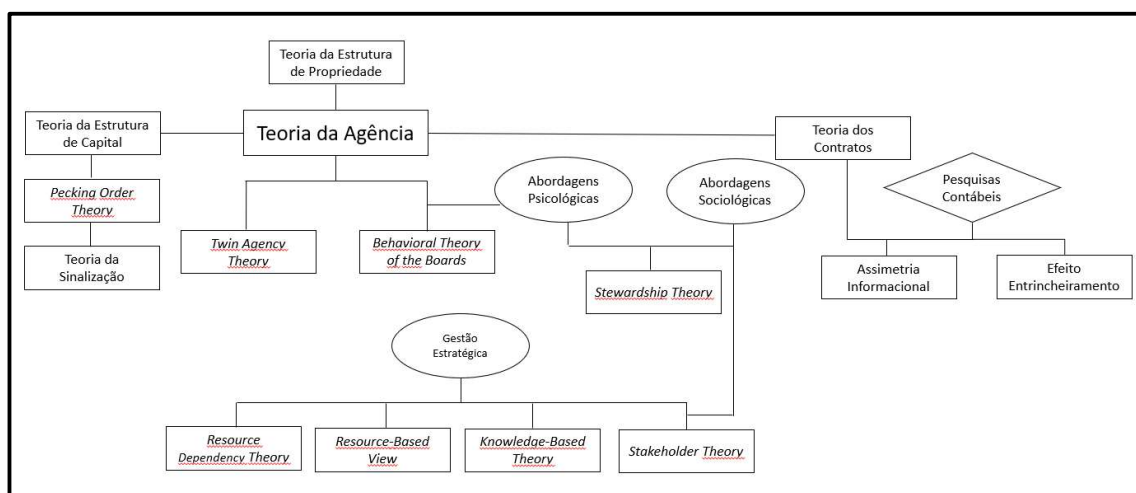 Teoria da Estrutura
de Propriedade
Teoria da Estrutura
de Capital
Teoria da Agência
Teoria dos
Contratos
Pecking Order
Theory
Teoria da
Sinalização
Twin Agency
Theory
Behavioral Theory
of the Boards
Abordagens
Psicológicas
Abordagens
Sociológicas
Pesquisas
Contábeis
Stewardship Theory
Assimetria
Informacional
Efeito
Entrincheiramento
Gestão
Estratégica
Resource
Dependency Theory
Resource-Based
View
Knowledge-Based
Theory
Stakeholder Theory